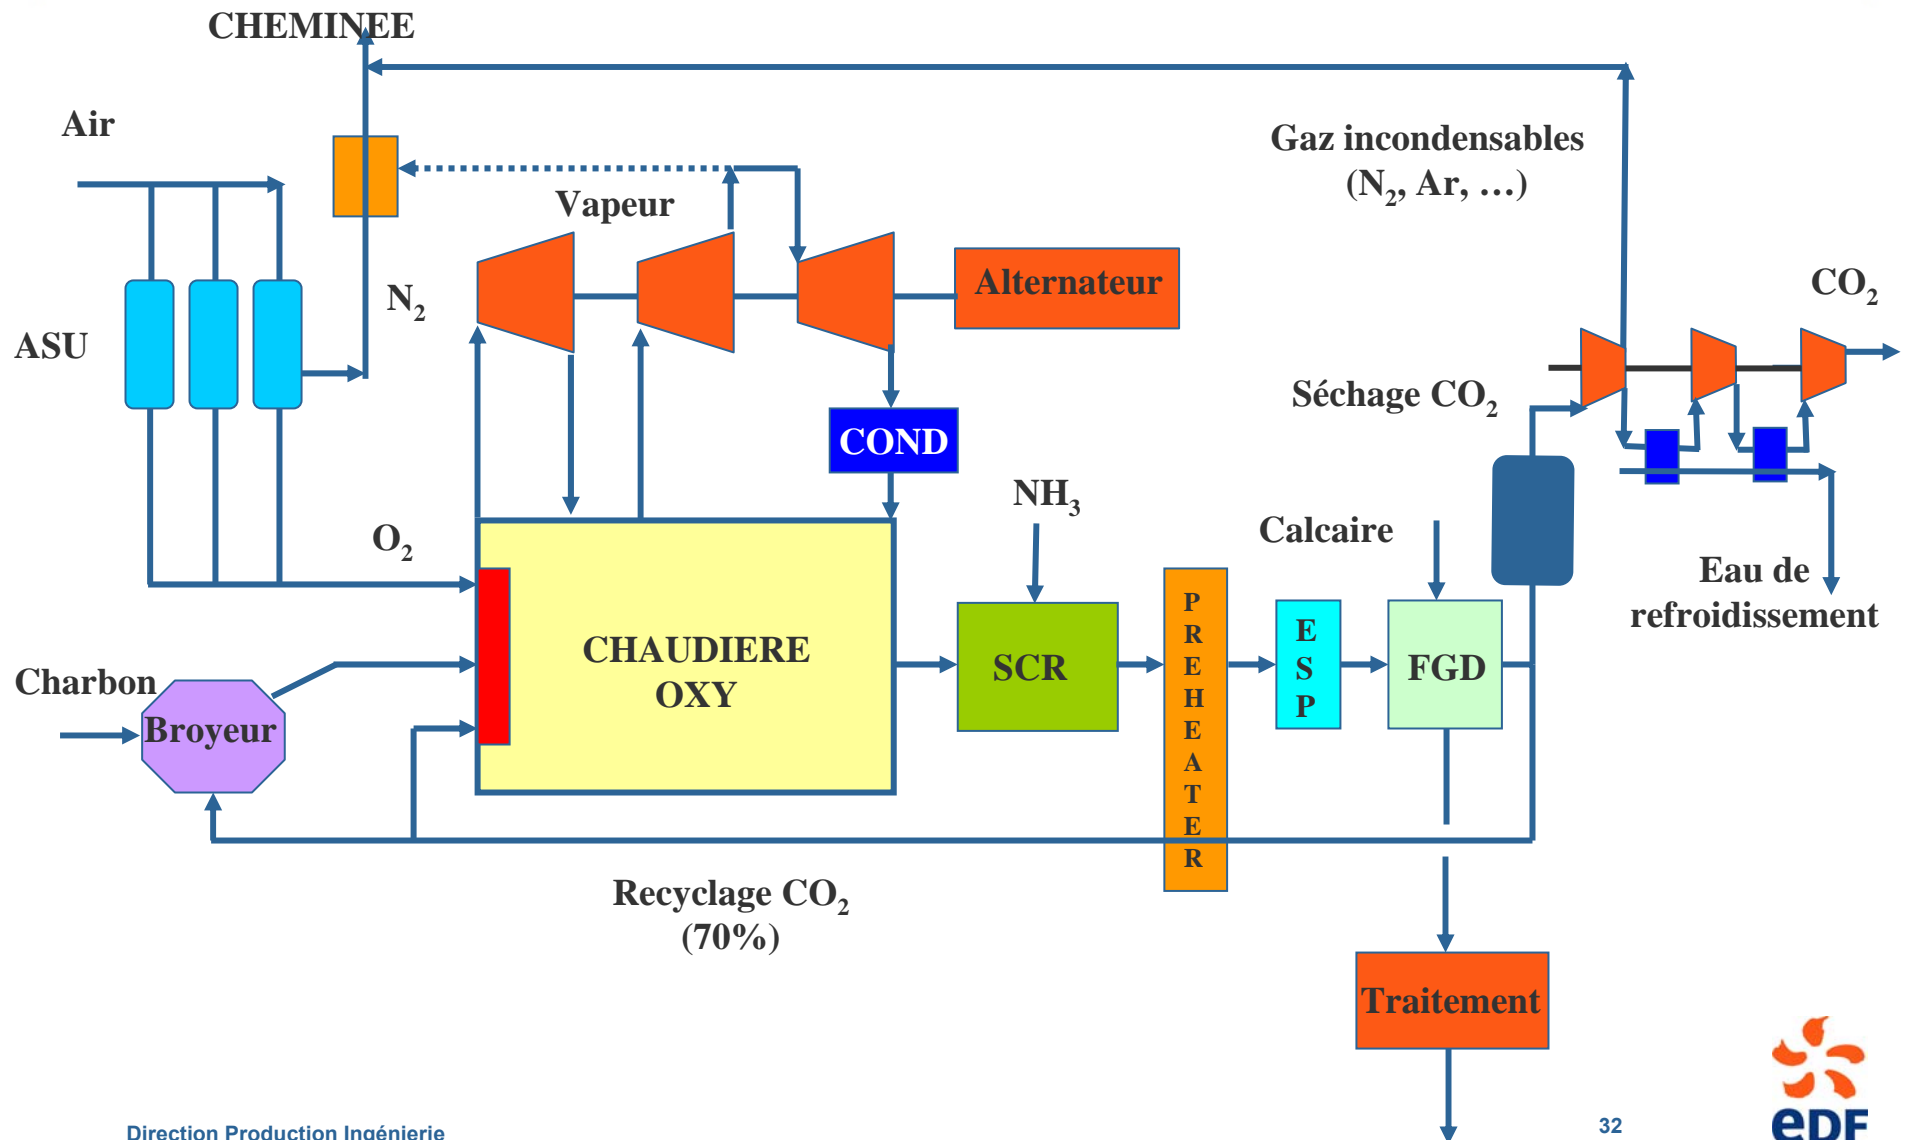 CHEMINEE
Air
Gaz incondensables
(N₂, Ar, …)
Vapeur
Alternateur
CO₂
N₂
ASU
Séchage CO₂
COND
NH₃
Calcaire
O₂
Eau de
refroidissement
PREHEATER
CHAUDIERE
OXY
SCR
ESP
FGD
Charbon
Broyeur
Recyclage CO₂
(70%)
Traitement
Direction Production Ingénierie
32
eDF